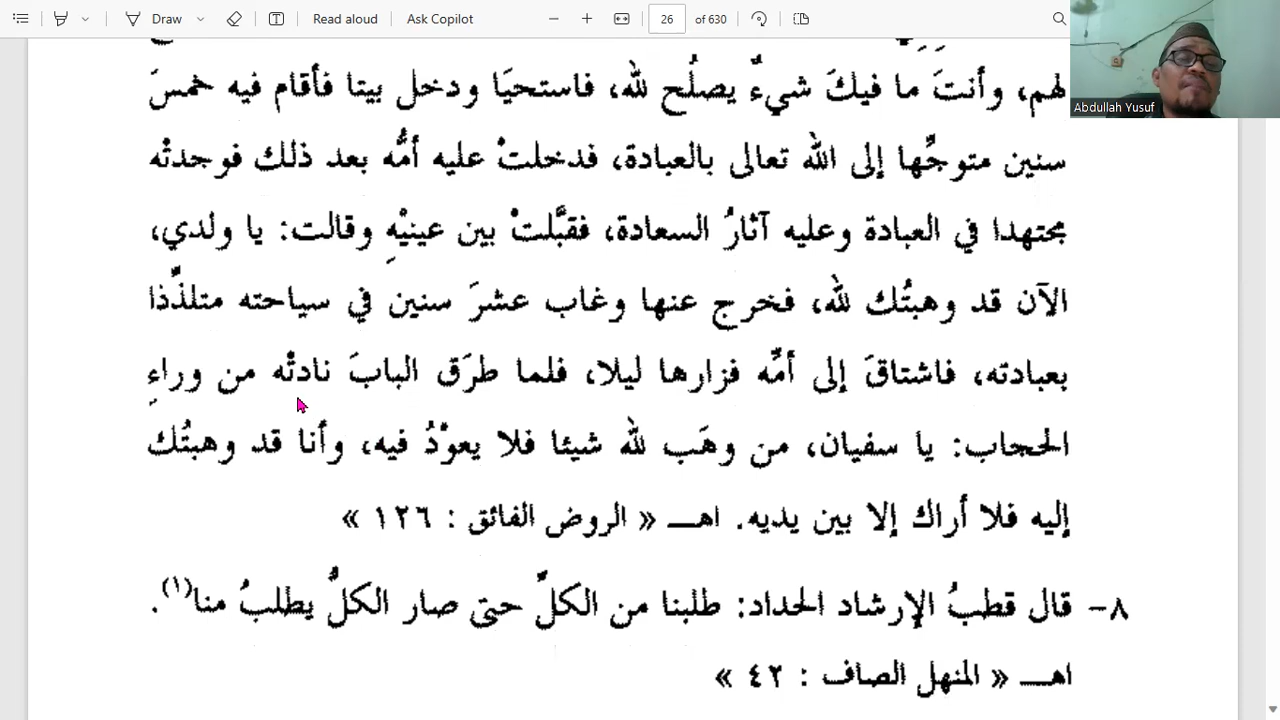 Draw
Read aloud
Ask Copilot
26
of 630
Abdullah Yusuf
لهم، وأنتَ ما فيكَ شيءٌ يصلُح لله، فاستحيَا ودخل بيتا فأقام فيه خمسَ
سنين متوجِّها إلى الله تعالى بالعبادة، فدخلتْ عليه أمُّه بعد ذلك فوجدتْه
مجتهدا في العبادة وعليه آثارُ السعادة، فقبَّلتْ بين عينيْهِ وقالت: يا ولدي،
الآن قد وهبتُك لله، فخرج عنها وغاب عشرَ سنين في سياحته متلذِّذا
بعبادته، فاشتاقَ إلى أمِّه فزارها ليلا، فلما طرَق البابَ نادتْه من وراءِ
الحجاب: يا سفيان، من وهَب لله شيئا فلا يعوْدُ فيه، وأنا قد وهبتُك
إليه فلا أراك إلا بين يديه. اهـــ « الروض الفائق : ١٢٦ »
٨- قال قطبُ الإرشاد الحداد: طلبنا من الكلِّ حتى صار الكلُّ يطلبُ منا(١).
اهـــ « المنهل الصاف : ٤٢ »